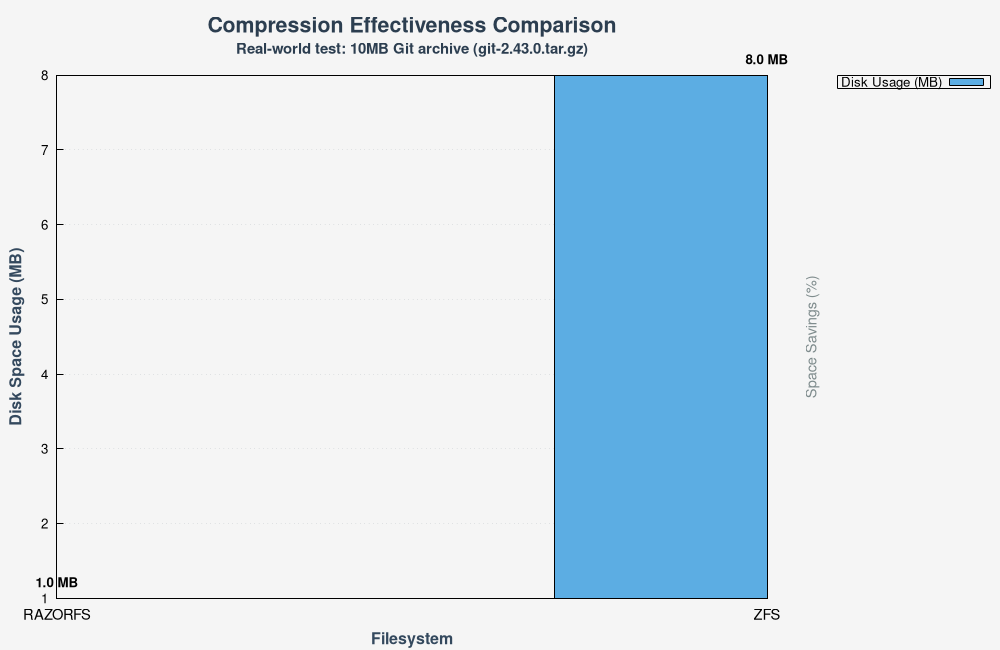 Compression Effectiveness Comparison
Real-world test: 10MB Git archive (git-2.43.0.tar.gz)
8.0 MB
Disk Usage (MB)
8
7
6
5
4
3
2
1
Disk Space Usage (MB)
Space Savings (%)
1.0 MB
RAZORFS
ZFS
Filesystem